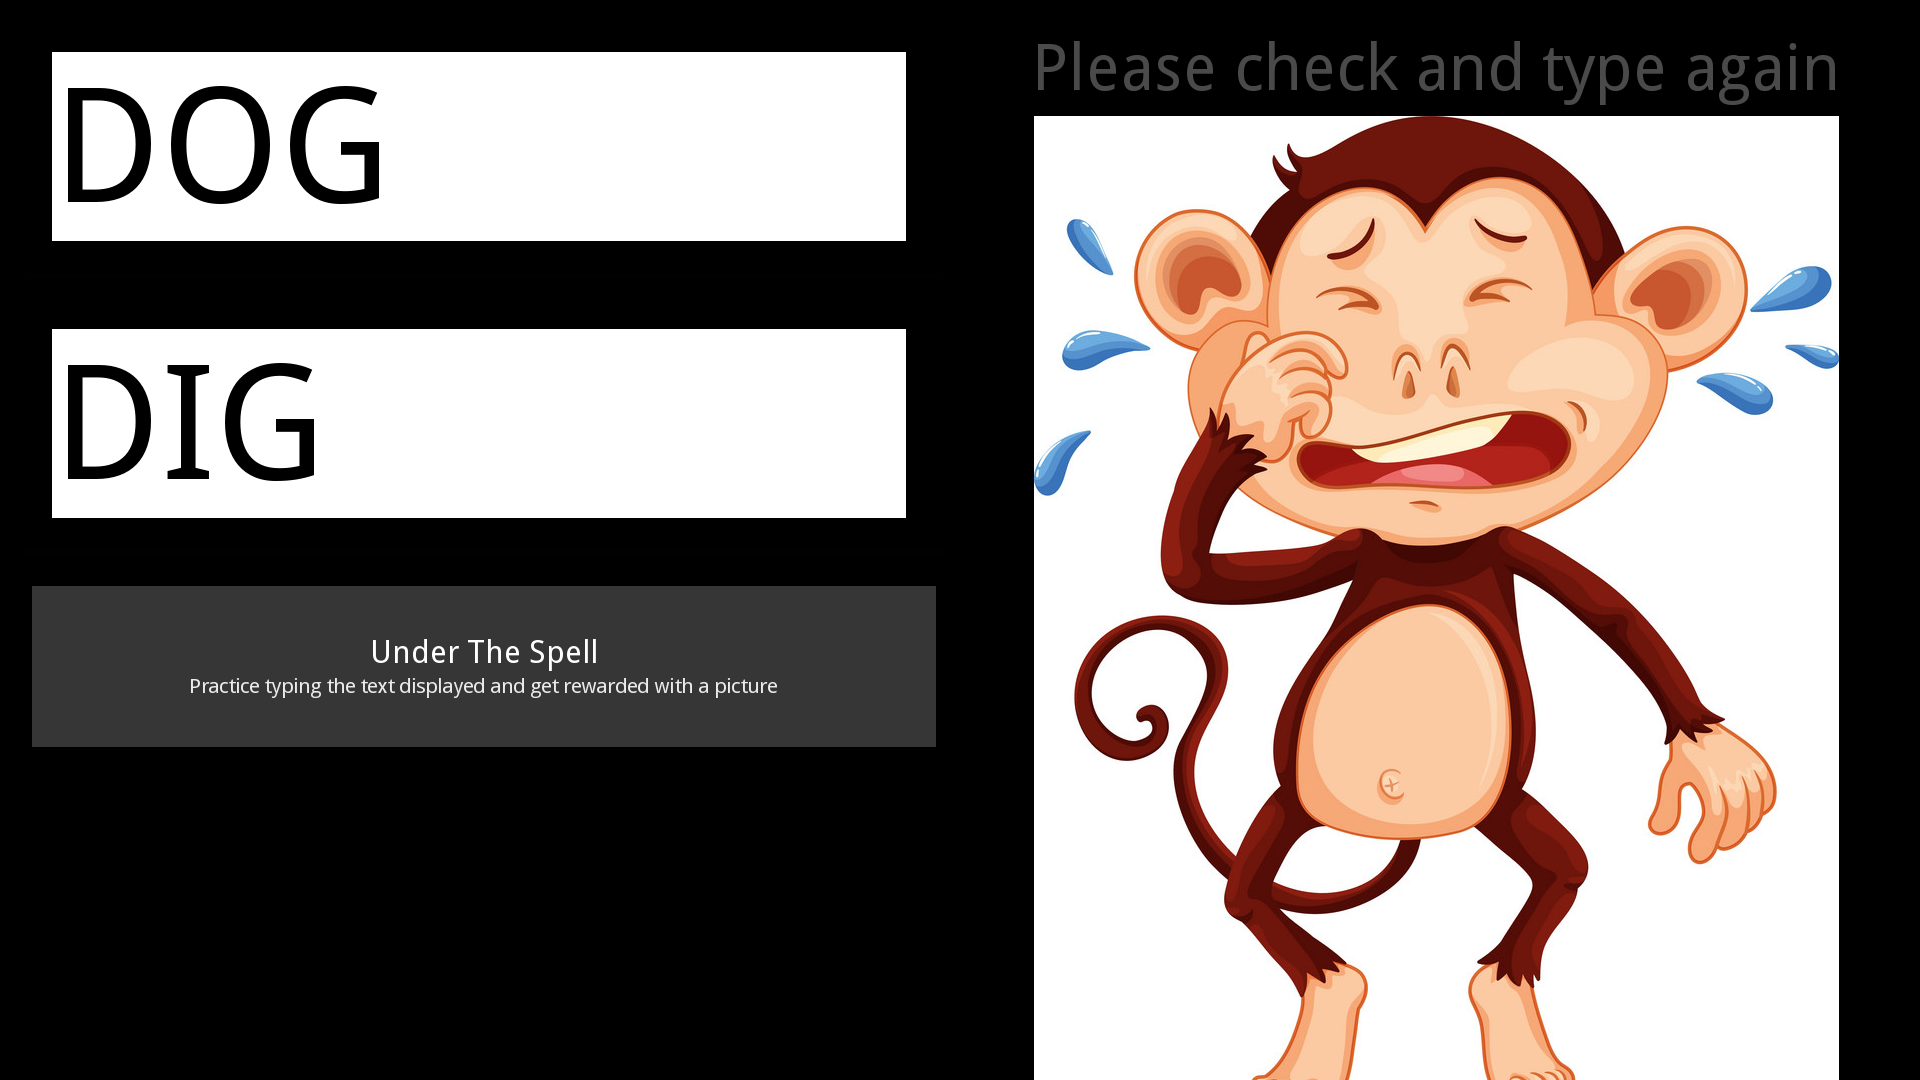 DOG
DIG
Under The Spell
Practice typing the text displayed and get rewarded with a picture
Please check and type again